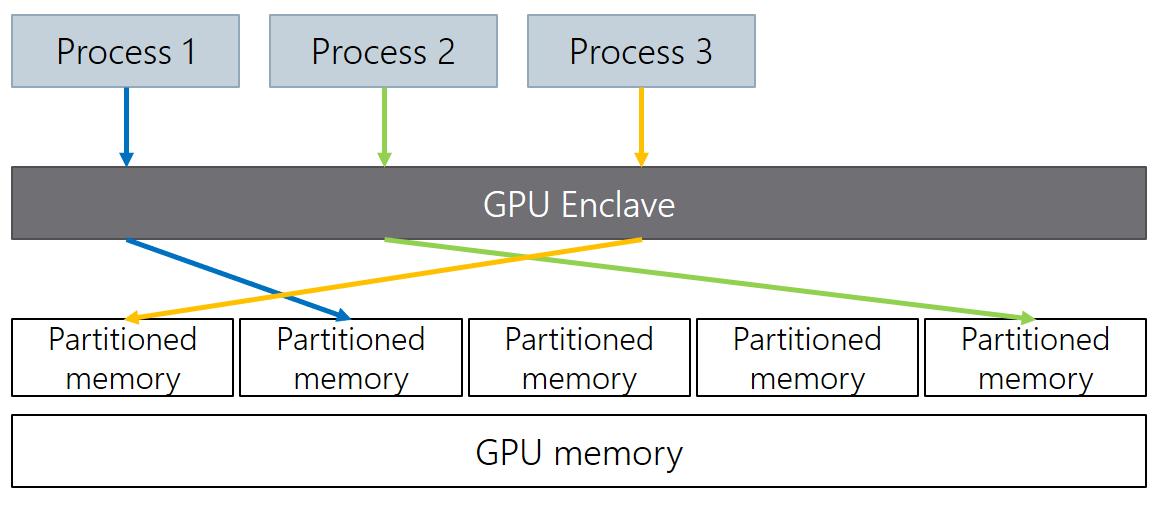 Process 1
Process 2
Process 3
GPU Enclave
Partitioned
memory
Partitioned
memory
Partitioned
memory
Partitioned
memory
Partitioned
memory
GPU memory